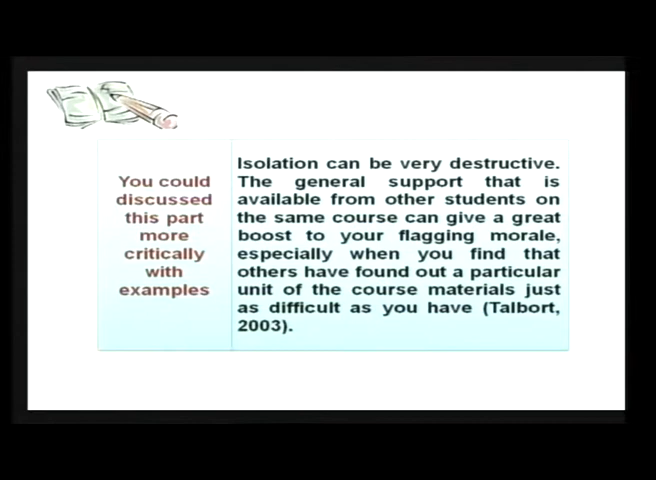 You could
discussed
this part
more
critically
with
examples
Isolation can be very destructive.
The general support that is
available from other students on
the same course can give a great
boost to your flagging morale,
especially when you find that
others have found out a particular
unit of the course materials just
as difficult as you have (Talbort,
2003).